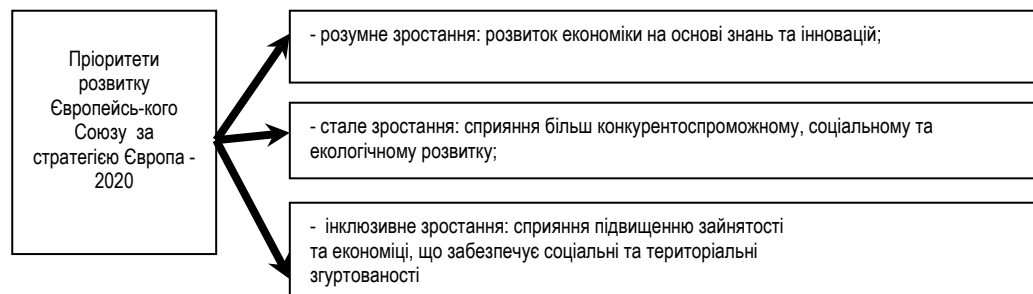 Пріоритети
розвитку
Європейсь-кого
Союзу за
стратегією Європа -
2020
- розумне зростання: розвиток економіки на основі знань та інновацій;
- стале зростання: сприяння більш конкурентоспроможному, соціальному та
екологічному розвитку;
- інклюзивне зростання: сприяння підвищенню зайнятості
та економіці, що забезпечує соціальні та територіальні
згуртованості